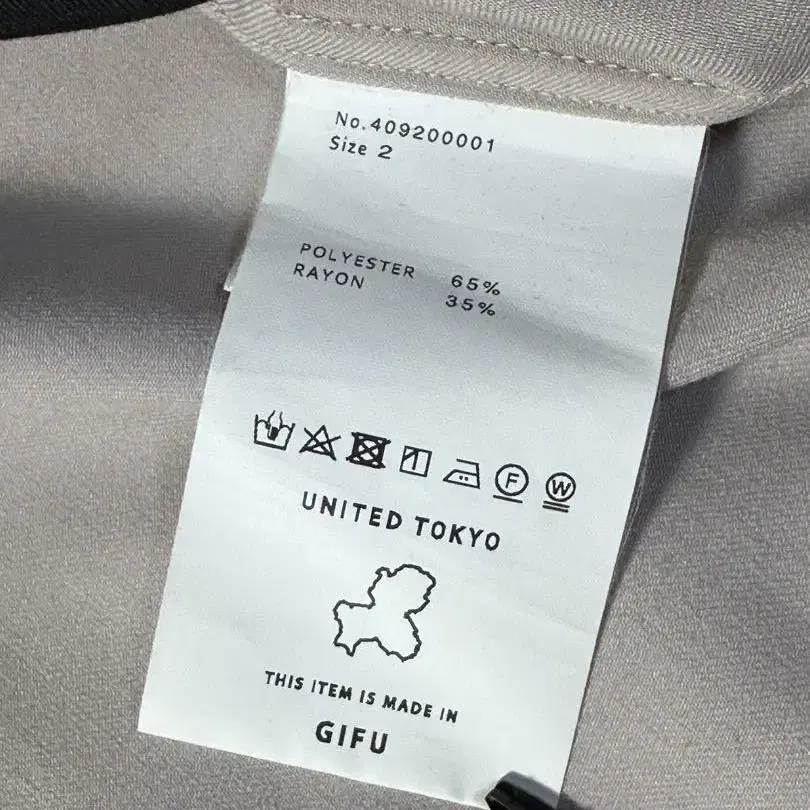 No.409200001
Size 2
POLYESTER 65%
RAYON 35%
F W
UNITED TOKYO
THIS ITEM IS MADE IN
GIFU